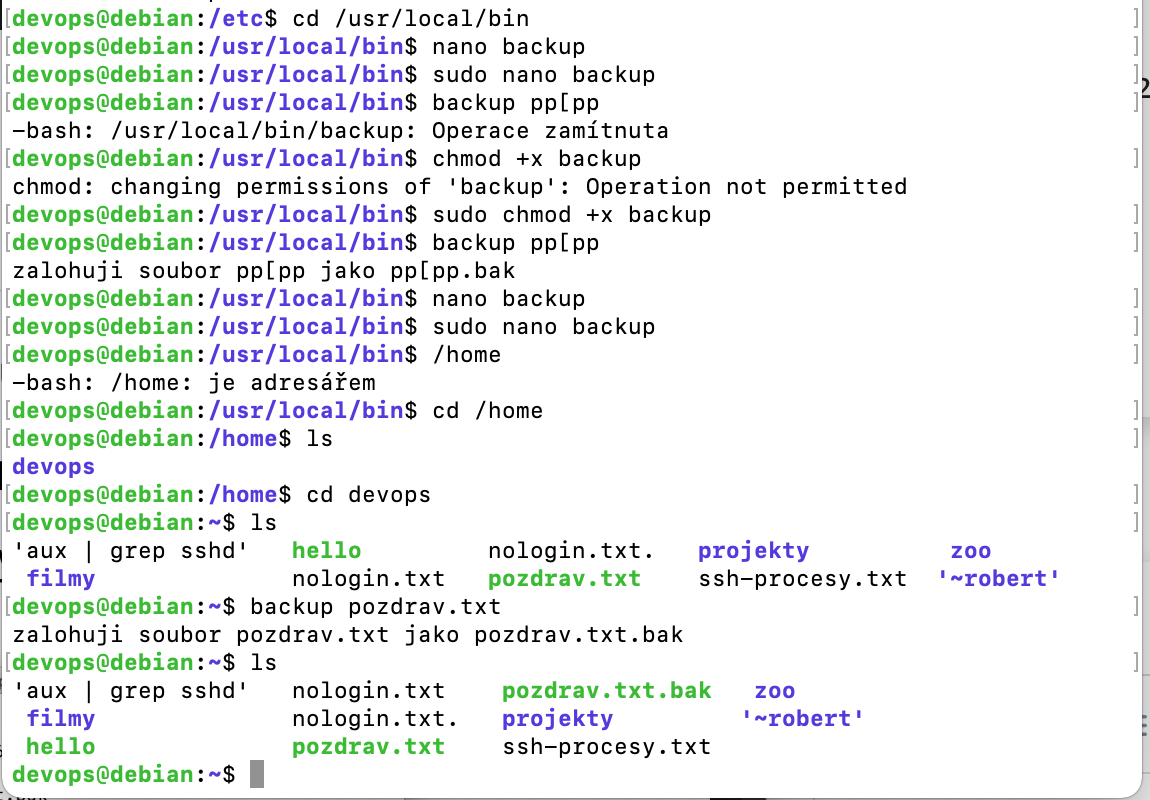 [devops@debian:/etc$ cd /usr/local/bin ]
[devops@debian:/usr/local/bin$ nano backup ]
[devops@debian:/usr/local/bin$ sudo nano backup ]
[devops@debian:/usr/local/bin$ backup pp[pp ]
-bash: /usr/local/bin/backup: Operace zamítnuta
[devops@debian:/usr/local/bin$ chmod +x backup ]
chmod: changing permissions of 'backup': Operation not permitted
[devops@debian:/usr/local/bin$ sudo chmod +x backup ]
[devops@debian:/usr/local/bin$ backup pp[pp ]
zalohuji soubor pp[pp jako pp[pp.bak
[devops@debian:/usr/local/bin$ nano backup ]
[devops@debian:/usr/local/bin$ sudo nano backup ]
[devops@debian:/usr/local/bin$ /home ]
-bash: /home: je adresářem
[devops@debian:/usr/local/bin$ cd /home ]
[devops@debian:/home$ ls ]
devops
[devops@debian:/home$ cd devops ]
[devops@debian:~$ ls ]
'aux | grep sshd' hello nologin.txt. projekty zoo
filmy nologin.txt pozdrav.txt ssh-procesy.txt '~robert'
[devops@debian:~$ backup pozdrav.txt ]
zalohuji soubor pozdrav.txt jako pozdrav.txt.bak
[devops@debian:~$ ls ]
'aux | grep sshd' nologin.txt pozdrav.txt.bak zoo
filmy nologin.txt. projekty '~robert'
hello pozdrav.txt ssh-procesy.txt
devops@debian:~$